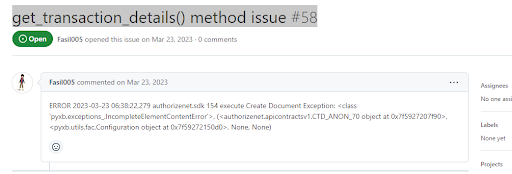 get_transaction_details() method issue #58
Open Fasil005 opened this issue on Mar 23, 2023 · 0 comments
Fasil005 commented on Mar 23, 2023 ···
ERROR 2023-03-23 06:38:22,279 authorizenet.sdk 154 execute Create Document Exception: <class
'pyxb.exceptions_.IncompleteElementContentError'>, (<authorizenet.apicontractsv1.CTD_ANON_70 object at 0x7f5927207f90>,
<pyxb.utils.fac.Configuration object at 0x7f59272150d0>, None, None)
Assignees
No one assi
Labels
None yet
Projects